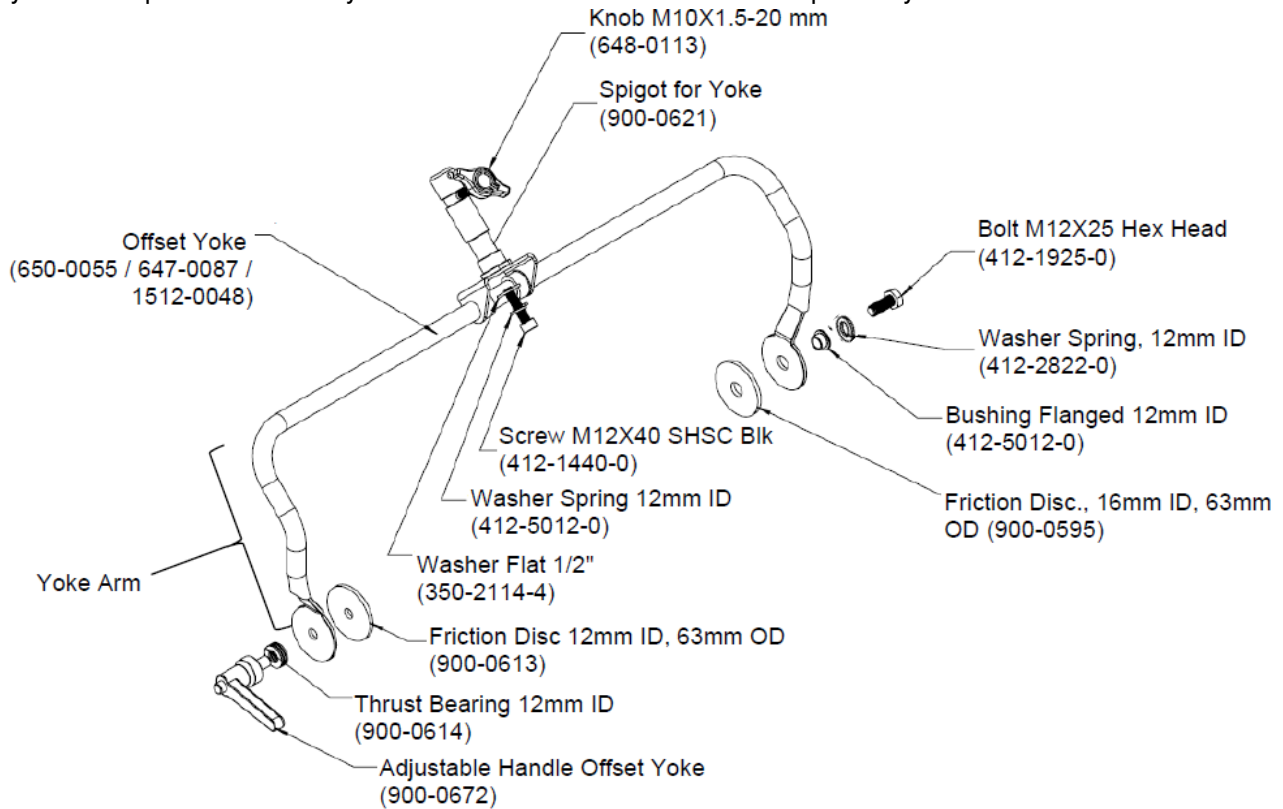 Knob M10X1.5-20 mm
(648-0113)
Spigot for Yoke
(900-0621)
Offset Yoke
(650-0055 / 647-0087 /
1512-0048)
Bolt M12X25 Hex Head
(412-1925-0)
Washer Spring, 12mm ID
(412-2822-0)
Bushing Flanged 12mm ID
(412-5012-0)
Friction Disc., 16mm ID, 63mm
OD (900-0595)
Screw M12X40 SHSC Blk
(412-1440-0)
Washer Spring 12mm ID
(412-5012-0)
Washer Flat 1/2"
(350-2114-4)
Yoke Arm
Friction Disc 12mm ID, 63mm OD
(900-0613)
Thrust Bearing 12mm ID
(900-0614)
Adjustable Handle Offset Yoke
(900-0672)